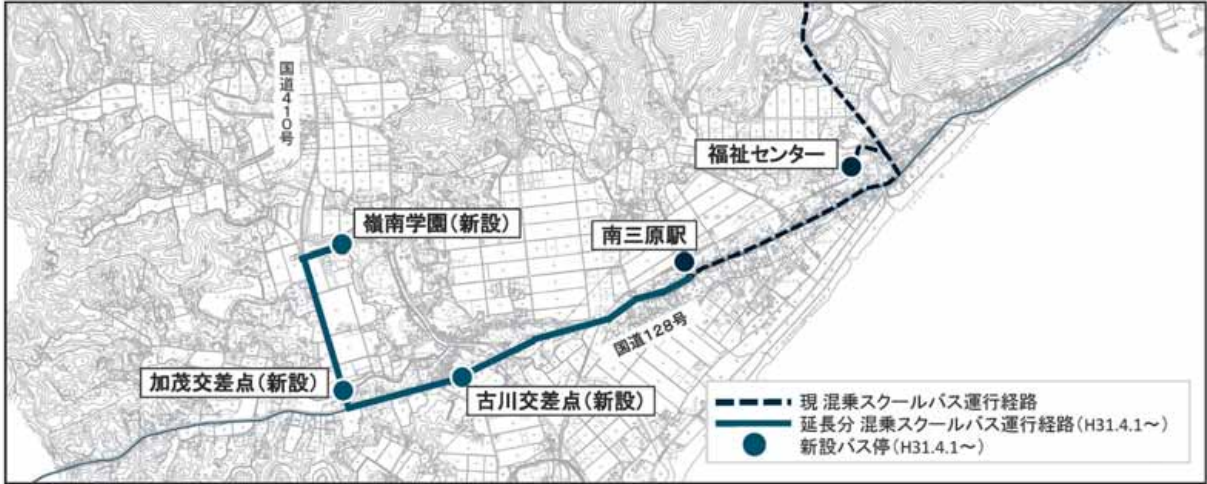 国道410号
福祉センター
嶺南学園(新設)
南三原駅
国道128号
加茂交差点(新設)
古川交差点(新設)
現 混乗スクールバス運行経路
延長分 混乗スクールバス運行経路(H31.4.1~)
新設バス停(H31.4.1~)